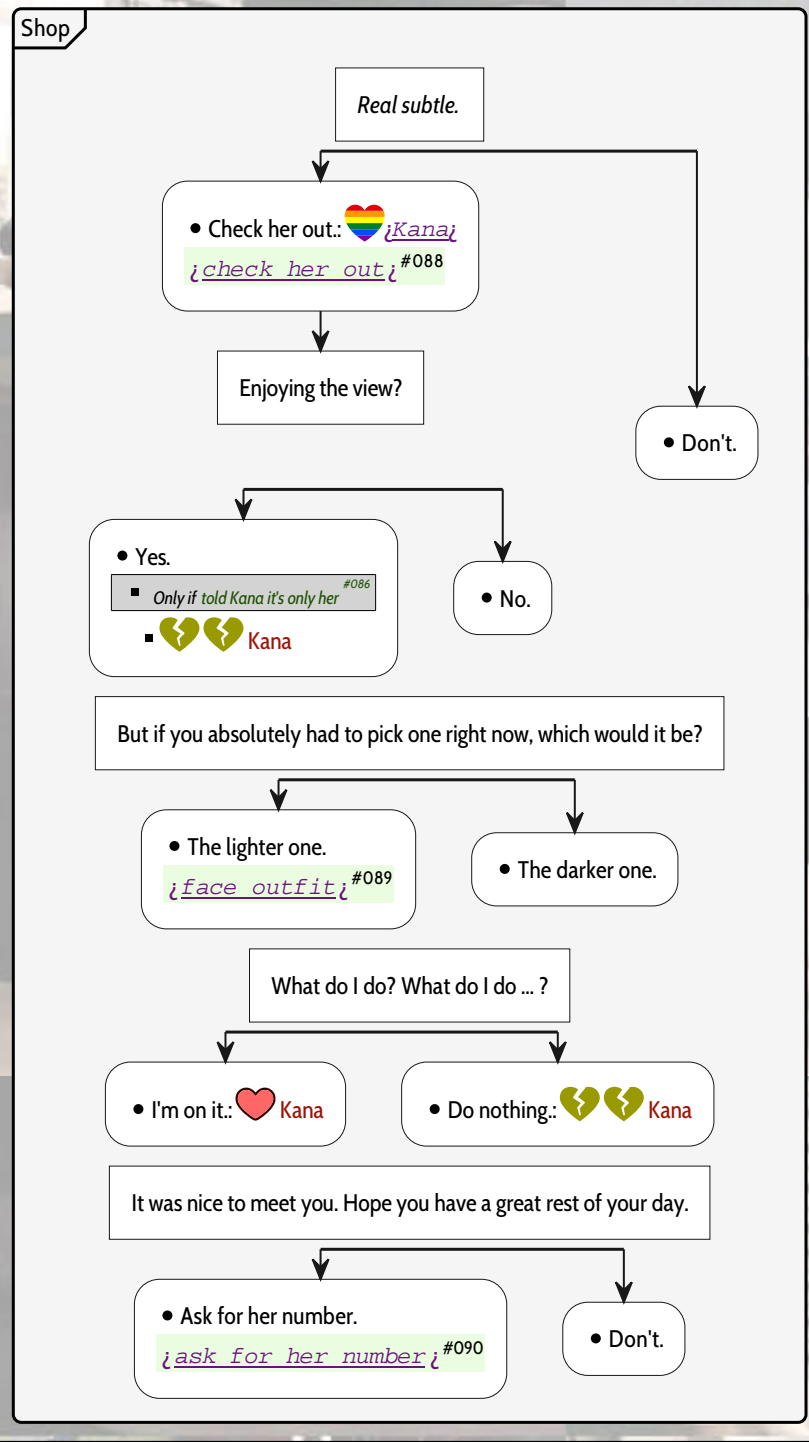 Shop
Real subtle.
• Check her out.: ¿Kana¿
¿check her out¿#088
Enjoying the view?
• Don't.
• Yes.
▪ Only if told Kana it's only her #086
▪ Kana
• No.
But if you absolutely had to pick one right now, which would it be?
• The lighter one.
¿face outfit¿#089
• The darker one.
What do I do? What do I do ... ?
• I'm on it.: Kana
• Do nothing.: Kana
It was nice to meet you. Hope you have a great rest of your day.
• Ask for her number.
¿ask for her number¿#090
• Don't.